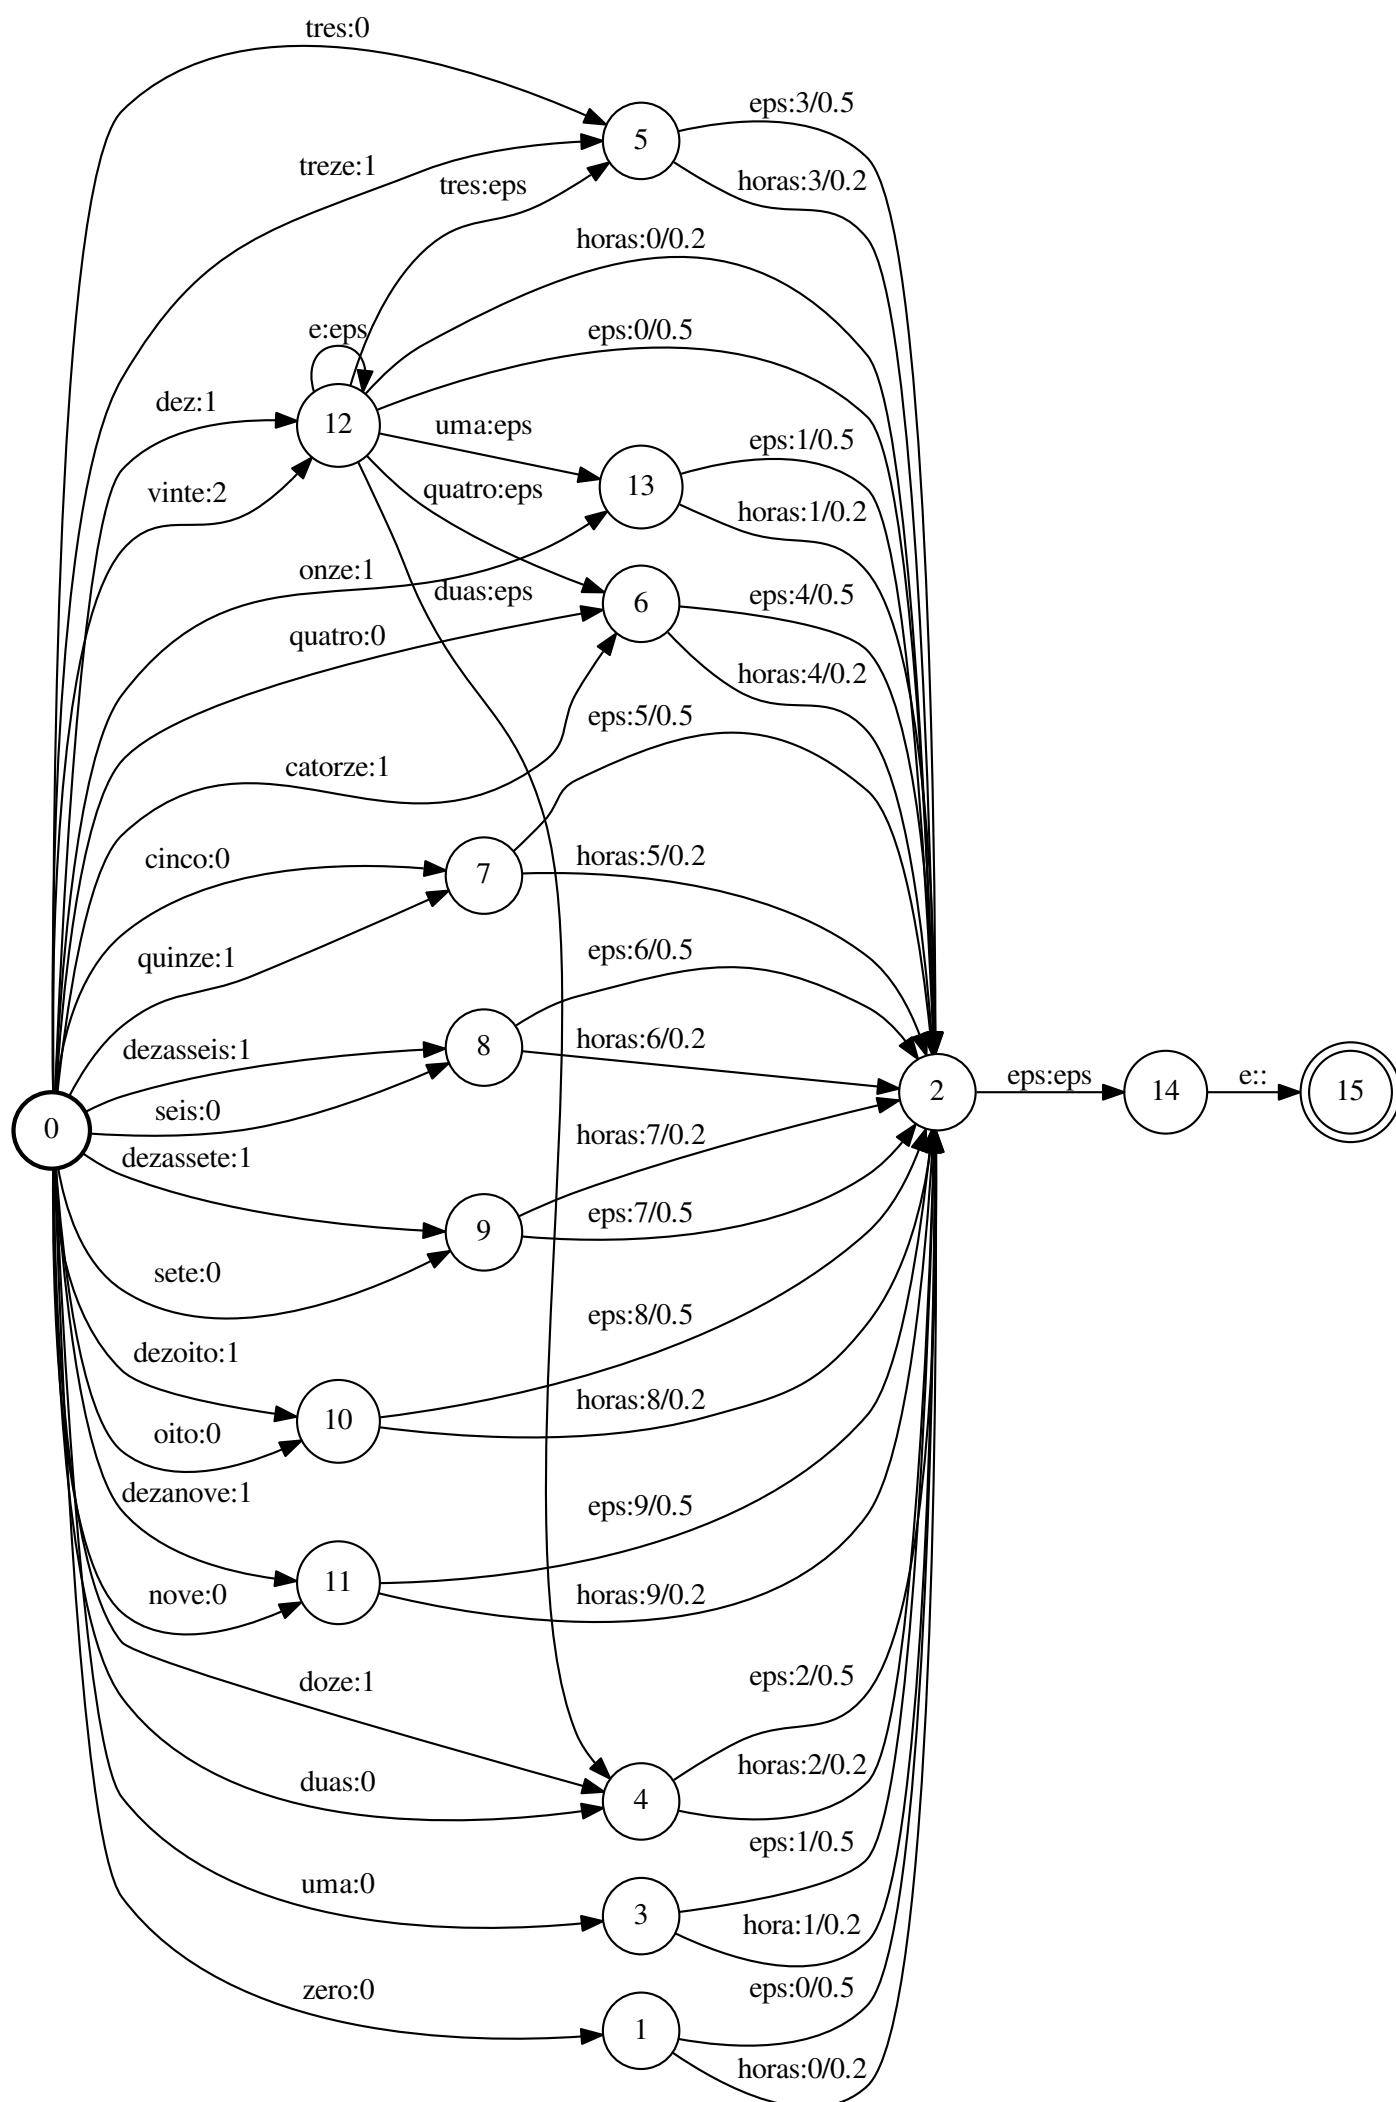 tres:0
eps:3/0.5
5
treze:1
tres:eps
horas:3/0.2
horas:0/0.2
e:eps
eps:0/0.5
dez:1
12
uma:eps
eps:1/0.5
vinte:2
quatro:eps
13
horas:1/0.2
onze:1
duas:eps
6
eps:4/0.5
quatro:0
horas:4/0.2
eps:5/0.5
catorze:1
cinco:0
7
horas:5/0.2
quinze:1
eps:6/0.5
dezasseis:1
8
horas:6/0.2
2
eps:eps
14
e::
15
seis:0
0
horas:7/0.2
dezassete:1
9
eps:7/0.5
sete:0
eps:8/0.5
dezoito:1
10
horas:8/0.2
oito:0
dezanove:1
eps:9/0.5
11
nove:0
horas:9/0.2
doze:1
eps:2/0.5
duas:0
4
horas:2/0.2
eps:1/0.5
uma:0
3
hora:1/0.2
zero:0
eps:0/0.5
1
horas:0/0.2